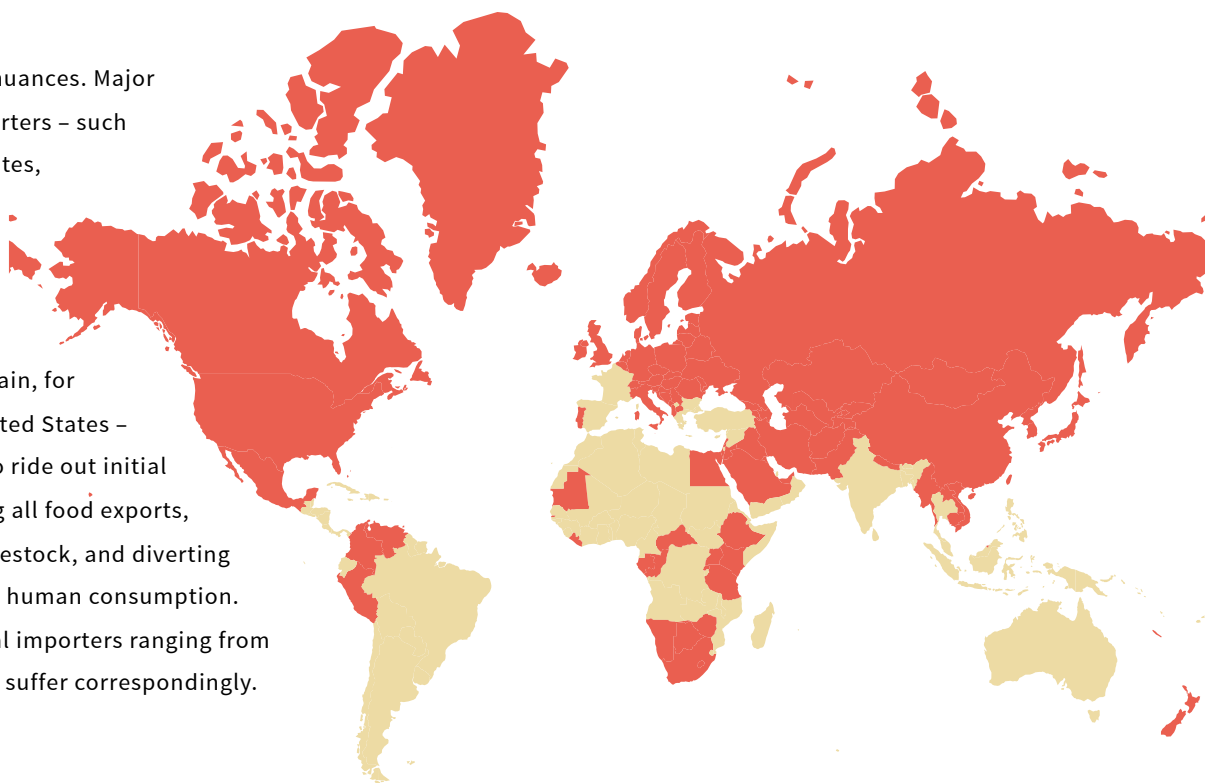 nuances. Major
rters – such
tes,
ain, for
ted States –
o ride out initial
g all food exports,
estock, and diverting
human consumption.
l importers ranging from
suffer correspondingly.